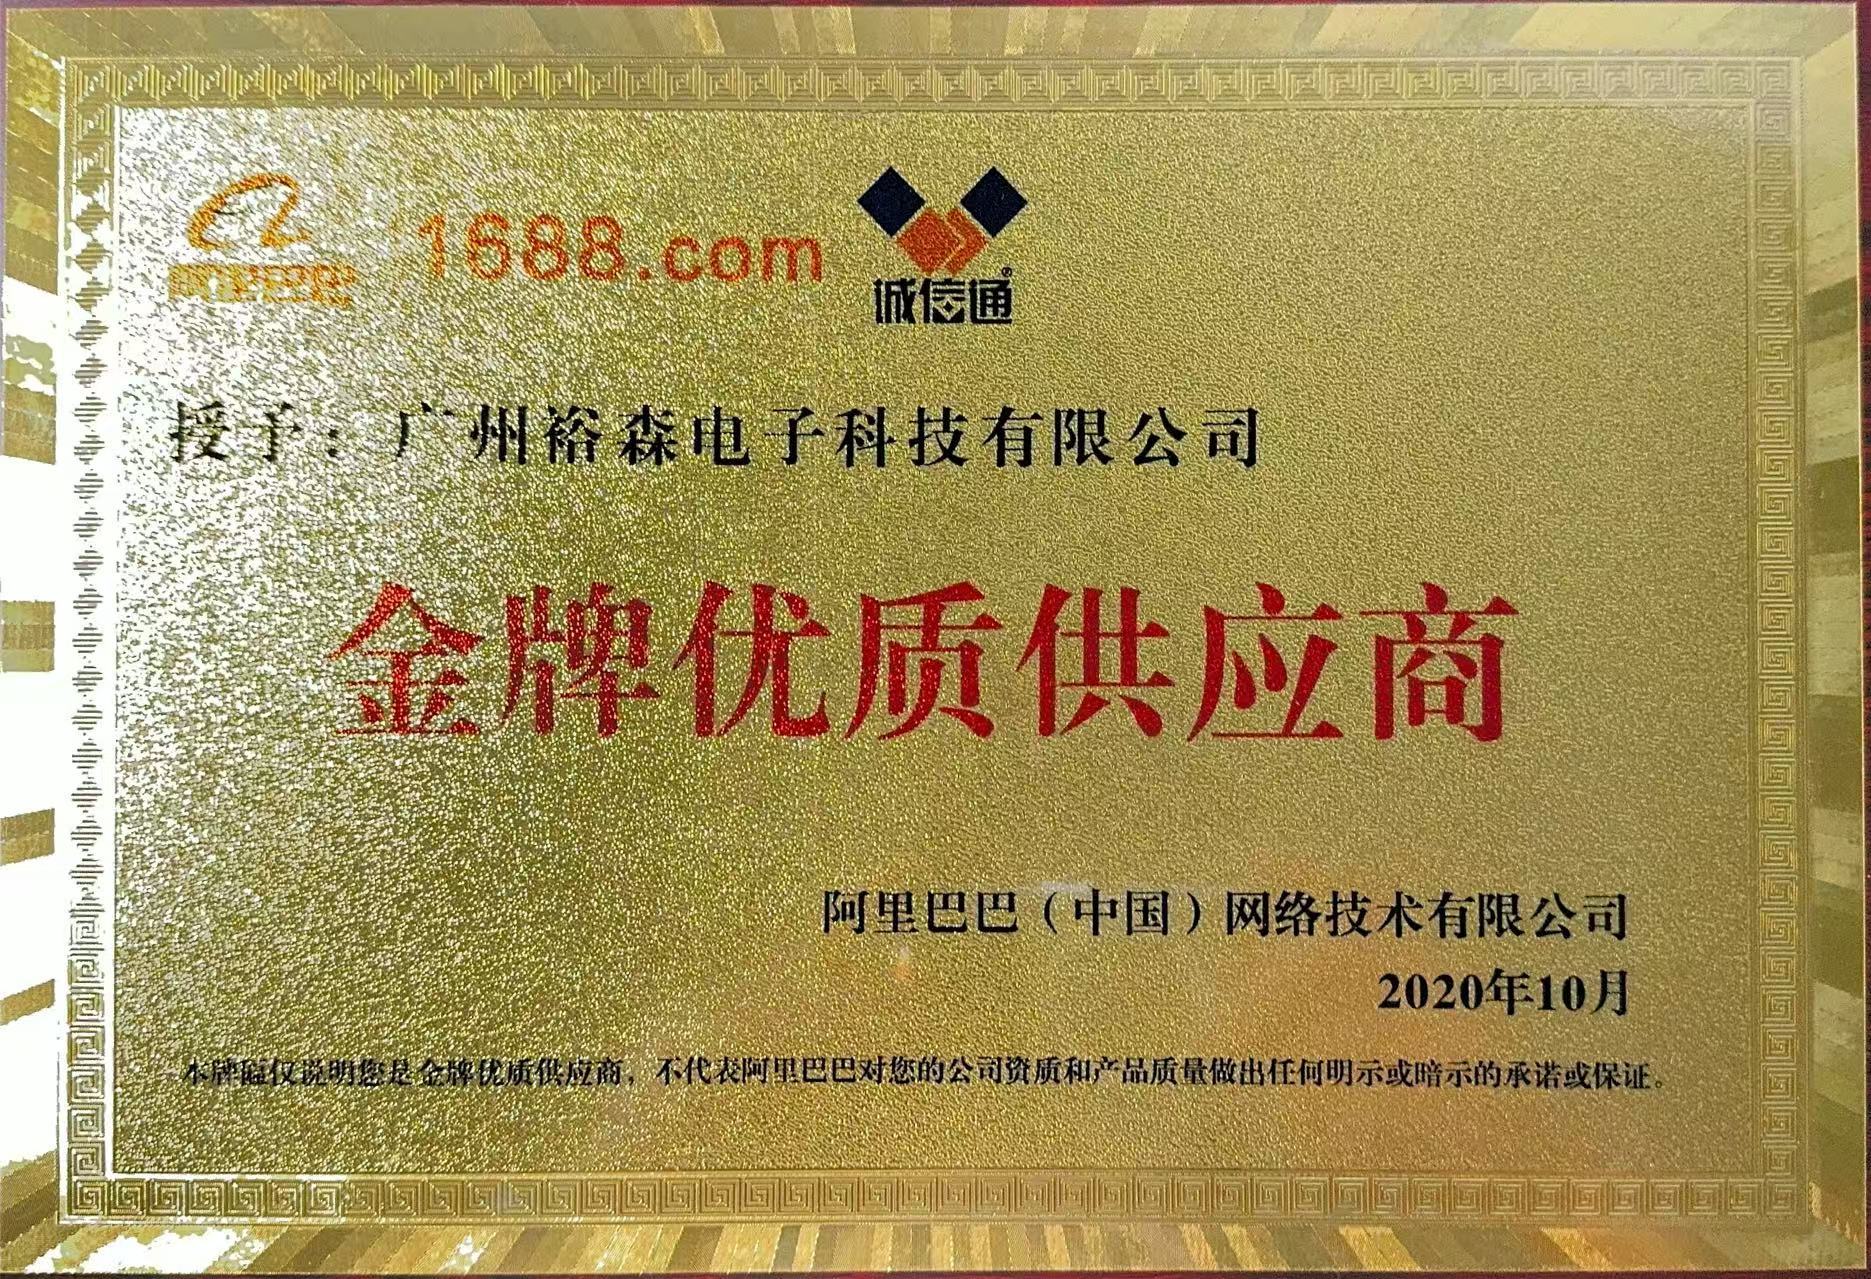 阿里巴巴 1688.com 诚信通®
授予：广州裕森电子科技有限公司
金牌优质供应商
阿里巴巴（中国）网络技术有限公司
2020年10月
本牌匾仅说明您是金牌优质供应商，不代表阿里巴巴对您的公司资质和产品质量做出任何明示或暗示的承诺或保证。